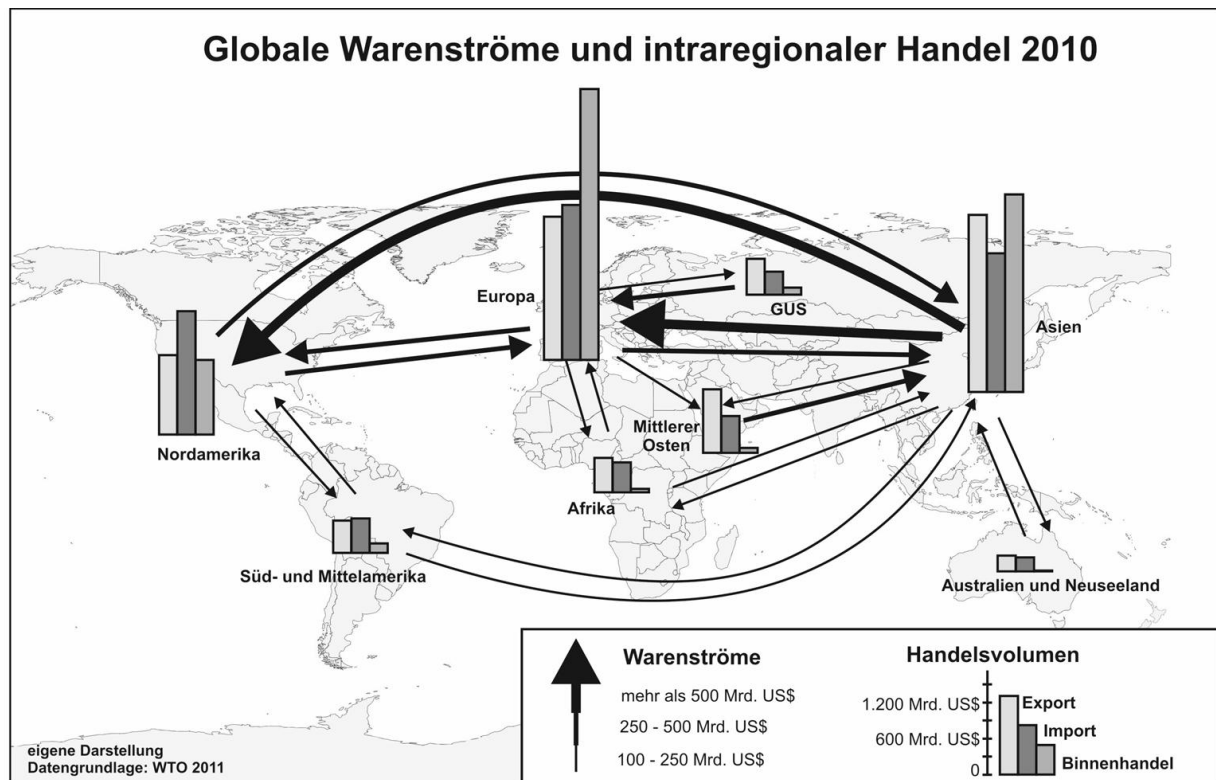 Globale Warenströme und intraregionaler Handel 2010
Europa
GUS
Asien
Nordamerika
Mittlerer
Osten
Afrika
Süd- und Mittelamerika
Australien und Neuseeland
Warenströme
mehr als 500 Mrd. US$
250 - 500 Mrd. US$
100 - 250 Mrd. US$
Handelsvolumen
1.200 Mrd. US$
600 Mrd. US$
0
Export
Import
Binnenhandel
eigene Darstellung
Datengrundlage: WTO 2011